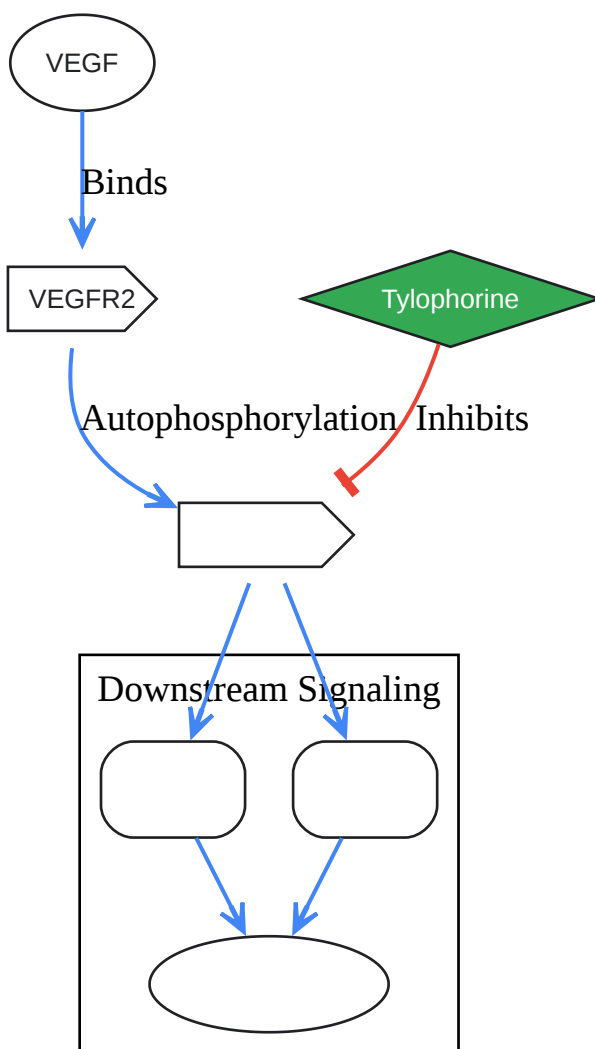 VEGF
Binds
VEGFR2
Tylophorine
Autophosphorylation
Inhibits
Downstream Signaling